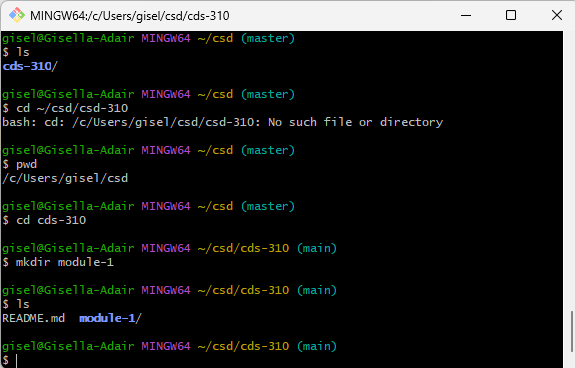 MINGW64:/c/Users/gisel/csd/cds-310
gisel@Gisella-Adair MINGW64 ~/csd (master)
$ ls
cds-310/
gisel@Gisella-Adair MINGW64 ~/csd (master)
$ cd ~/csd/csd-310
bash: cd: /c/Users/gisel/csd/csd-310: No such file or directory
gisel@Gisella-Adair MINGW64 ~/csd (master)
$ pwd
/c/Users/gisel/csd
gisel@Gisella-Adair MINGW64 ~/csd (master)
$ cd cds-310
gisel@Gisella-Adair MINGW64 ~/csd/cds-310 (main)
$ mkdir module-1
gisel@Gisella-Adair MINGW64 ~/csd/cds-310 (main)
$ ls
README.md  module-1/
gisel@Gisella-Adair MINGW64 ~/csd/cds-310 (main)
$